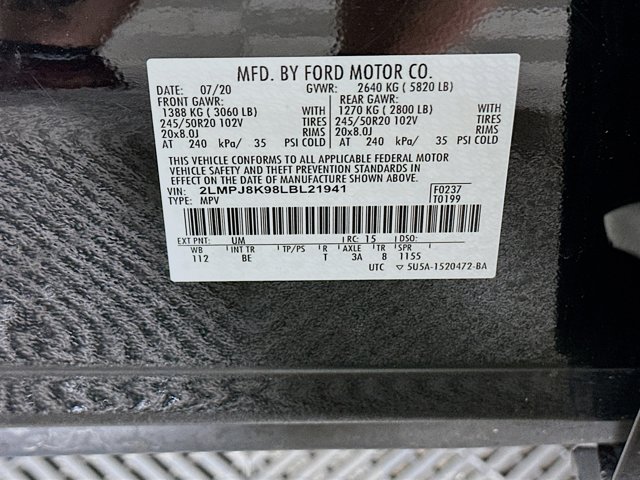 MFD. BY FORD MOTOR CO.
DATE: 07/20 GVWR: 2640 KG ( 5820 LB)
FRONT GAWR: REAR GAWR:
1388 KG ( 3060 LB) WITH 1270 KG ( 2800 LB) WITH
245/50R20 102V TIRES 245/50R20 102V TIRES
20x8.0J RIMS 20x8.0J RIMS
AT 240 kPa/ 35 PSI COLD AT 240 kPa/ 35 PSI COLD
THIS VEHICLE CONFORMS TO ALL APPLICABLE FEDERAL MOTOR
VEHICLE SAFETY AND THEFT PREVENTION STANDARDS IN
EFFECT ON THE DATE OF MANUFACTURE SHOWN ABOVE.
VIN: 2LMPJ8K98LBL21941 F0237
TYPE: MPV T0199
EXT PNT: UM RC: 15 DSO:
WB INT TR TP/PS R AXLE TR SPR
112 BE T 3A 8 1155
UTC ▽ 5U5A-1520472-BA